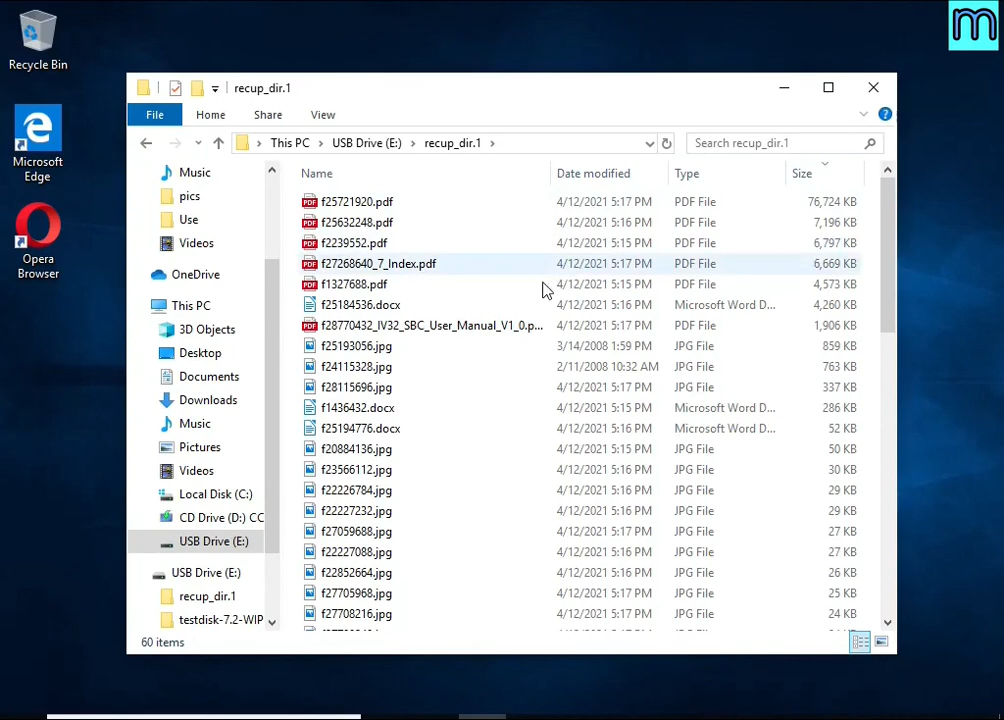 m
Recycle Bin
Microsoft
Edge
Opera
Browser
recup_dir.1
File Home Share View
This PC USB Drive (E:) recup_dir.1
Search recup_dir.1
Music
pics
Use
Videos
OneDrive
This PC
3D Objects
Desktop
Documents
Downloads
Music
Pictures
Videos
Local Disk (C:)
CD Drive (D:) CC
USB Drive (E:)
USB Drive (E:)
recup_dir.1
testdisk-7.2-WIP
Name Date modified Type Size
f25721920.pdf 4/12/2021 5:17 PM PDF File 76,724 KB
f25632248.pdf 4/12/2021 5:16 PM PDF File 7,196 KB
f2239552.pdf 4/12/2021 5:16 PM PDF File 6,797 KB
f27268640_7_Index.pdf 4/12/2021 5:17 PM PDF File 6,669 KB
f1327688.pdf 4/12/2021 5:15 PM PDF File 4,573 KB
f25184536.docx 4/12/2021 5:16 PM Microsoft Word D... 4,260 KB
f28770432_IV32_SBC_User_Manual_V1_0.p... 4/12/2021 5:17 PM PDF File 1,906 KB
f25193056.jpg 3/14/2008 1:59 PM JPG File 859 KB
f24115328.jpg 2/11/2008 10:32 AM JPG File 763 KB
f28115696.jpg 4/12/2021 5:17 PM JPG File 337 KB
f1436432.docx 4/12/2021 5:15 PM Microsoft Word D... 286 KB
f25194776.docx 4/12/2021 5:16 PM Microsoft Word D... 52 KB
f20884136.jpg 4/12/2021 5:15 PM JPG File 50 KB
f23566112.jpg 4/12/2021 5:16 PM JPG File 30 KB
f22226784.jpg 4/12/2021 5:16 PM JPG File 29 KB
f22227232.jpg 4/12/2021 5:16 PM JPG File 29 KB
f27059688.jpg 4/12/2021 5:17 PM JPG File 27 KB
f22227088.jpg 4/12/2021 5:16 PM JPG File 27 KB
f22852664.jpg 4/12/2021 5:16 PM JPG File 26 KB
f27705968.jpg 4/12/2021 5:17 PM JPG File 25 KB
f27708216.jpg 4/12/2021 5:17 PM JPG File 24 KB
60 items